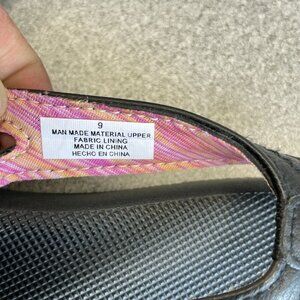 9
MAN MADE MATERIAL UPPER
FABRIC LINING
MADE IN CHINA
HECHO EN CHINA